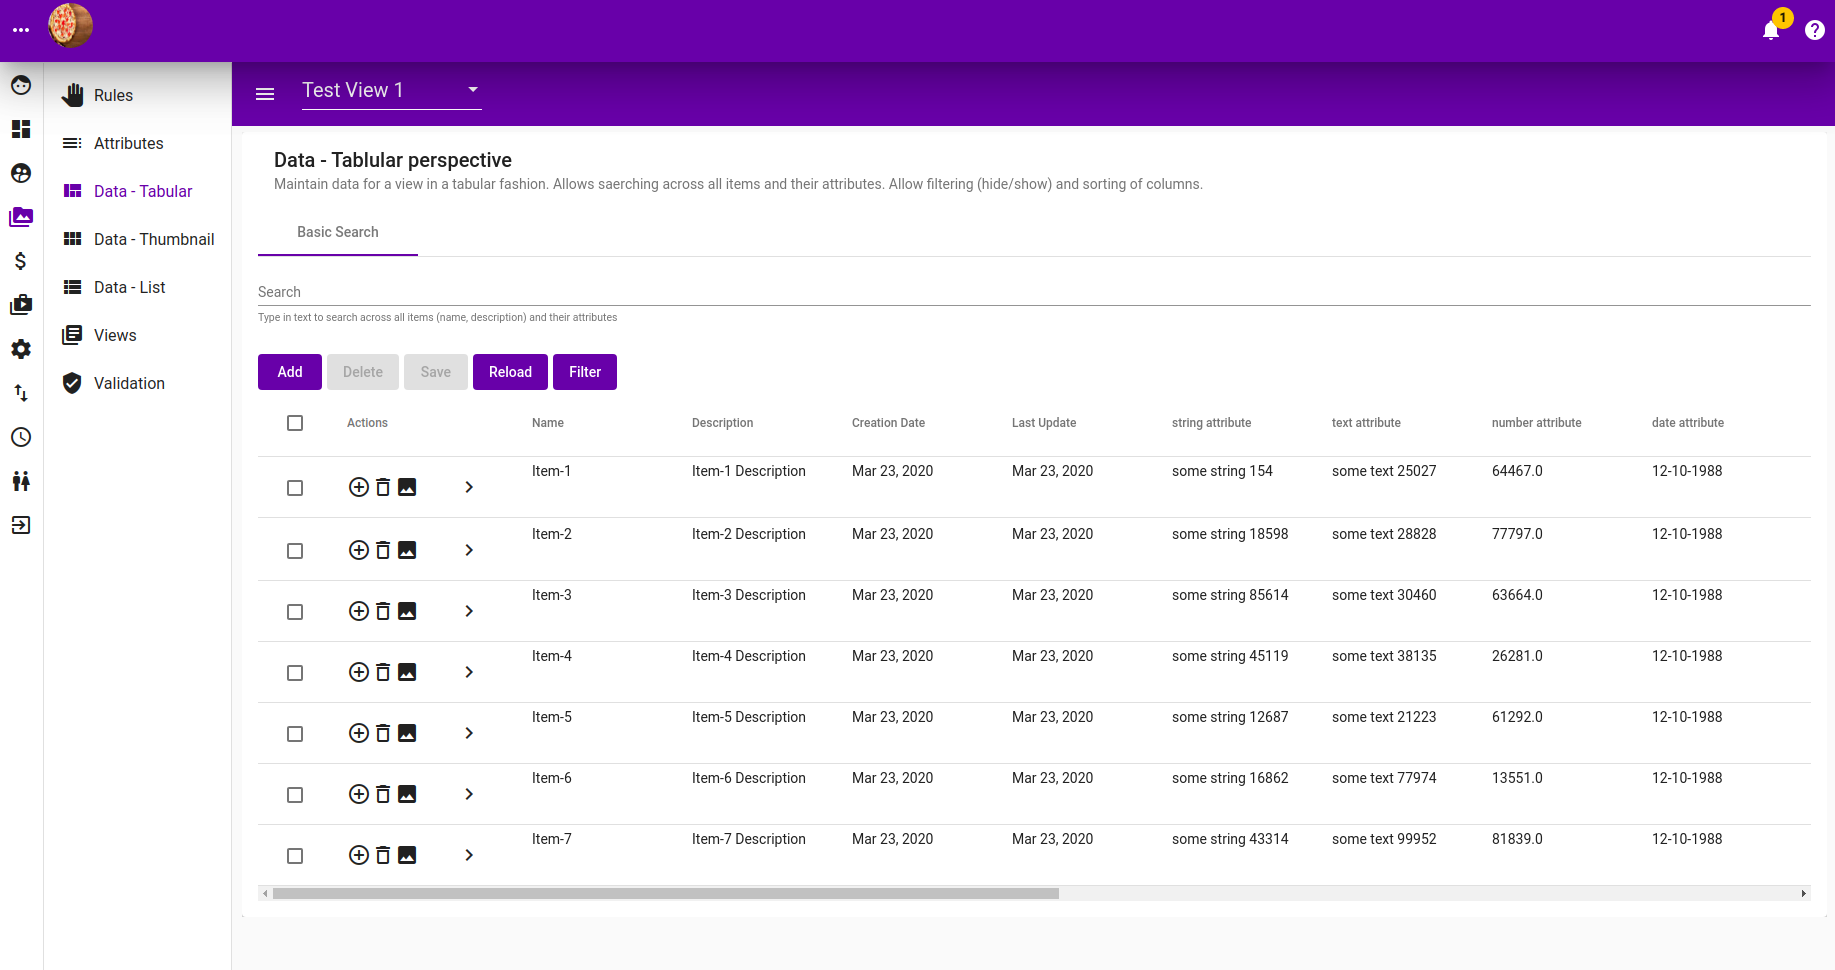 1
Test View 1
Rules
Attributes
Data - Tabular
Data - Thumbnail
Data - List
Views
Validation
Data - Tablular perspective
Maintain data for a view in a tabular fashion. Allows saerching across all items and their attributes. Allow filtering (hide/show) and sorting of columns.
Basic Search
Search
Type in text to search across all items (name, description) and their attributes
Add Delete Save Reload Filter
Actions Name Description Creation Date Last Update string attribute text attribute number attribute date attribute
Item-1 Item-1 Description Mar 23, 2020 Mar 23, 2020 some string 154 some text 25027 64467.0 12-10-1988
Item-2 Item-2 Description Mar 23, 2020 Mar 23, 2020 some string 18598 some text 28828 77797.0 12-10-1988
Item-3 Item-3 Description Mar 23, 2020 Mar 23, 2020 some string 85614 some text 30460 63664.0 12-10-1988
Item-4 Item-4 Description Mar 23, 2020 Mar 23, 2020 some string 45119 some text 38135 26281.0 12-10-1988
Item-5 Item-5 Description Mar 23, 2020 Mar 23, 2020 some string 12687 some text 21223 61292.0 12-10-1988
Item-6 Item-6 Description Mar 23, 2020 Mar 23, 2020 some string 16862 some text 77974 13551.0 12-10-1988
Item-7 Item-7 Description Mar 23, 2020 Mar 23, 2020 some string 43314 some text 99952 81839.0 12-10-1988